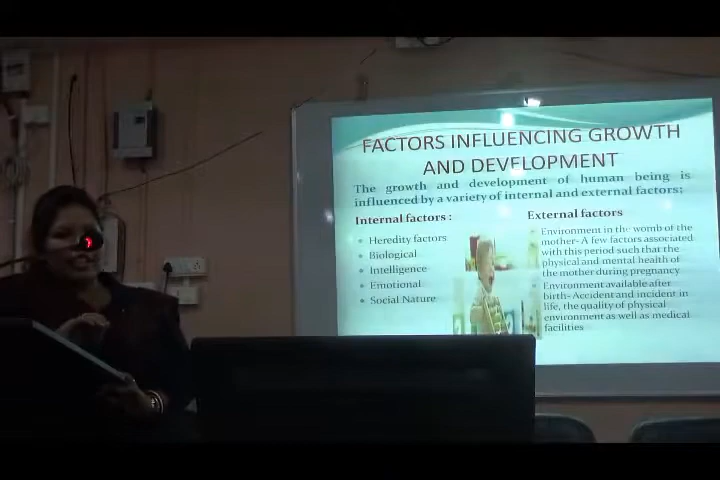 FACTORS INFLUENCING GROWTH
AND DEVELOPMENT
The growth and development of human being is
influenced by a variety of internal and external factors;
Internal factors :
Heredity factors
Biological
Intelligence
Emotional
Social Nature
External factors
Environment in the womb of the
mother- A few factors associated
with this period such that the
physical and mental health of
the mother during pregnancy
Environment available after
birth- Accident and incident in
life, the quality of physical
environment as well as medical
facilities